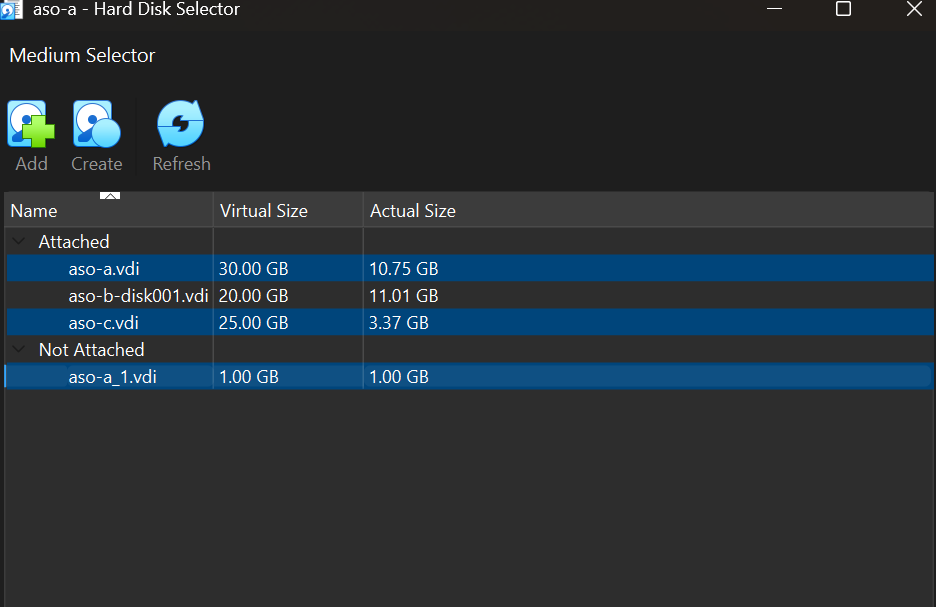 aso-a - Hard Disk Selector
Medium Selector
Add Create Refresh
Name Virtual Size Actual Size
Attached
aso-a.vdi 30.00 GB 10.75 GB
aso-b-disk001.vdi 20.00 GB 11.01 GB
aso-c.vdi 25.00 GB 3.37 GB
Not Attached
aso-a_1.vdi 1.00 GB 1.00 GB